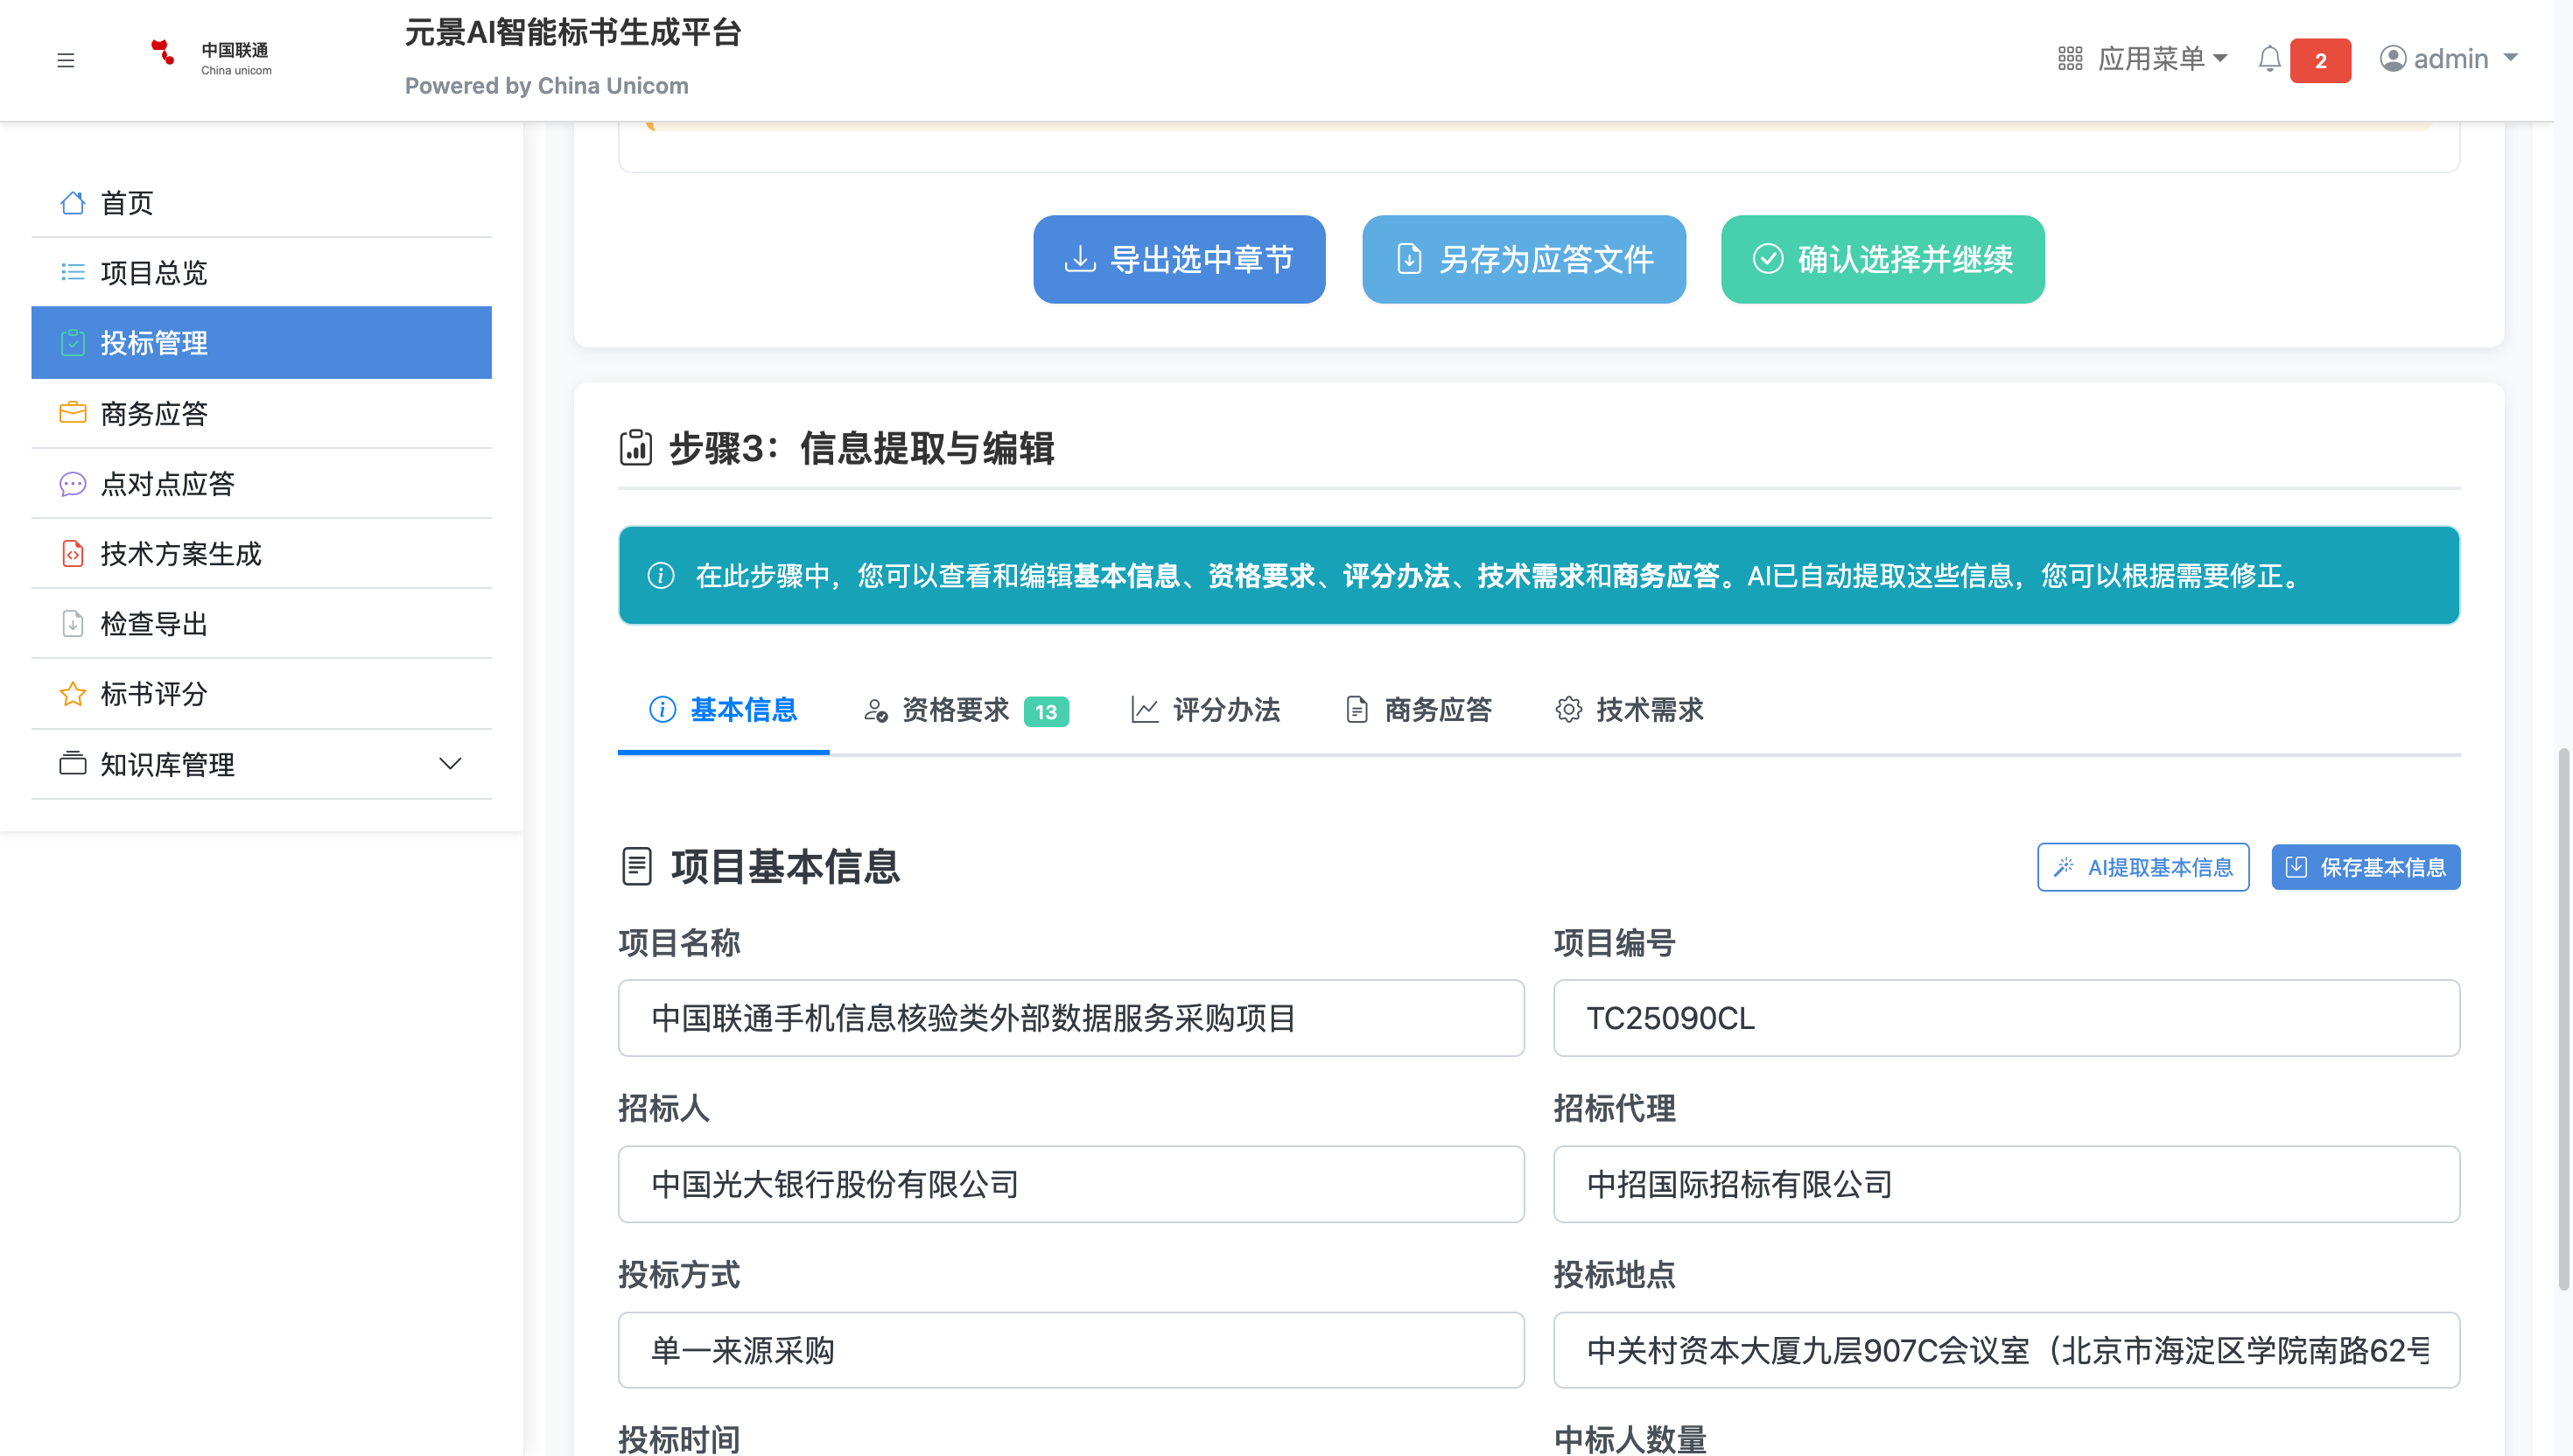 中国联通
China unicom
元景AI智能标书生成平台
Powered by China Unicom
应用菜单
2
admin
首页
项目总览
投标管理
商务应答
点对点应答
技术方案生成
检查导出
标书评分
知识库管理
导出选中章节
另存为应答文件
确认选择并继续
步骤3：信息提取与编辑
在此步骤中，您可以查看和编辑基本信息、资格要求、评分办法、技术需求和商务应答。AI已自动提取这些信息，您可以根据需要修正。
基本信息
资格要求 13
评分办法
商务应答
技术需求
项目基本信息
AI提取基本信息
保存基本信息
项目名称
中国联通手机信息核验类外部数据服务采购项目
项目编号
TC25090CL
招标人
中国光大银行股份有限公司
招标代理
中招国际招标有限公司
投标方式
单一来源采购
投标地点
中关村资本大厦九层907C会议室（北京市海淀区学院南路62号
投标时间
中标人数量